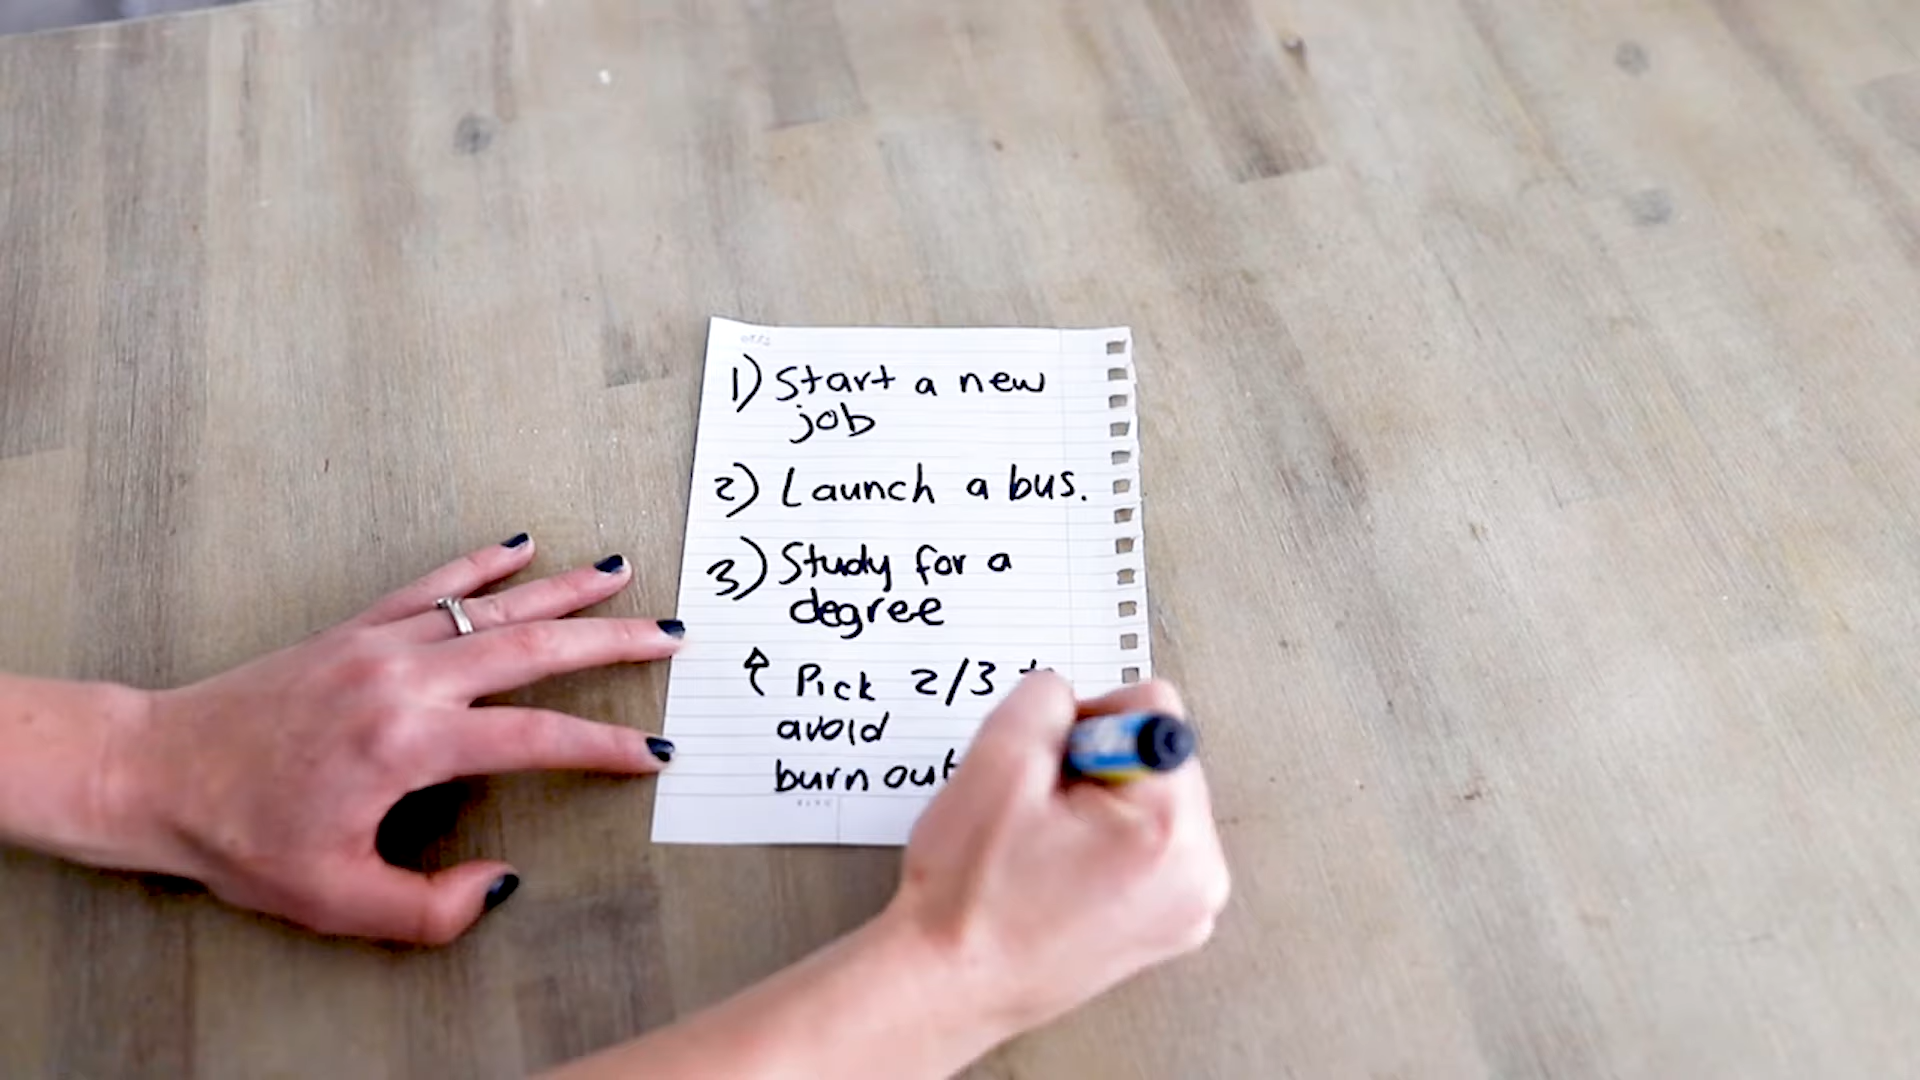 1) Start a new
job
2) Launch a bus.
3) Study for a
degree
↑ Pick 2/3
avoid
burn out